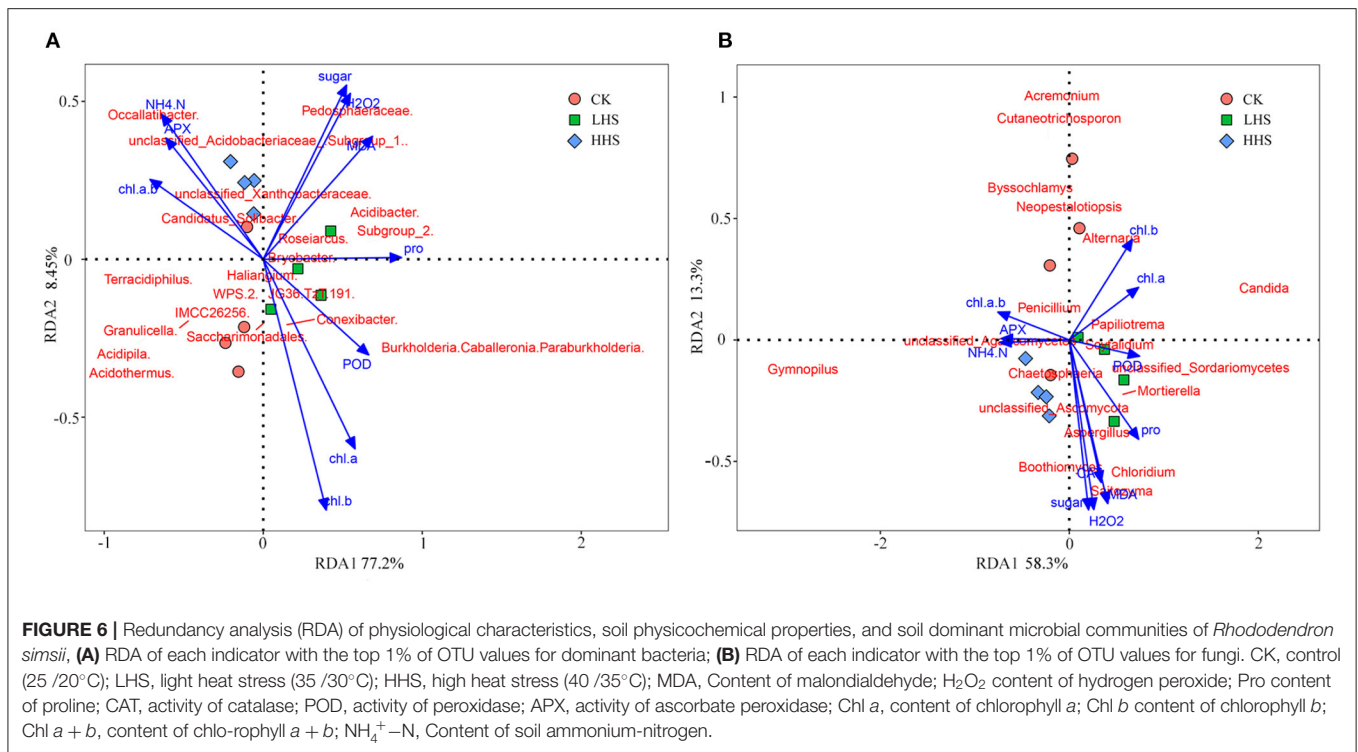 A
B
sugar
H2O2
NH4.N
Pedosphaeraceae.
Occallatibacter.
APX
unclassified_Acidobacteriaceae__Subgroup_1..
MDA
chl.a.b
unclassified_Xanthobacteraceae.
Candidatus_Solibacter.
Acidibacter.
Subgroup_2.
Roseiarcus.
pro
Bryobacter.
Haliangium.
Terracidiphilus.
WPS.2.
JG36.TzT.191.
IMCC26256.
Conexibacter.
Granulicella.
Saccharimonadales.
Burkholderia.Caballeronia.Paraburkholderia.
Acidipila.
POD
Acidothermus.
chl.a
chl.b
CK
LHS
HHS
0.5
0
-0.5
RDA2 8.45%
-1
0
1
2
RDA1 77.2%
Acremonium
Cutaneotrichosporon
CK
LHS
HHS
Byssochlamys
Neopestalotiopsis
chl.b
Alternaria
chl.a
Candida
chl.a.b
Penicillium
Papiliotrema
APX
NH4.N
POD
unclassified_Sordariomycetes
Gymnopilus
Chaetosphaeria
Mortierella
unclassified_Ascomycota
Aspergillus
pro
Boothiomyces
CAT
Chloridium
Saitozyma
MDA
sugar
H2O2
1
0.5
0
-0.5
RDA2 13.3%
-2
0
2
RDA1 58.3%
FIGURE 6 | Redundancy analysis (RDA) of physiological characteristics, soil physicochemical properties, and soil dominant microbial communities of Rhododendron
simsii, (A) RDA of each indicator with the top 1% of OTU values for dominant bacteria; (B) RDA of each indicator with the top 1% of OTU values for fungi. CK, control
(25 /20°C); LHS, light heat stress (35 /30°C); HHS, high heat stress (40 /35°C); MDA, Content of malondialdehyde; H₂O₂ content of hydrogen peroxide; Pro content
of proline; CAT, activity of catalase; POD, activity of peroxidase; APX, activity of ascorbate peroxidase; Chl a, content of chlorophyll a; Chl b content of chlorophyll b;
Chl a + b, content of chlo-rophyll a + b; NH₄⁺−N, Content of soil ammonium-nitrogen.